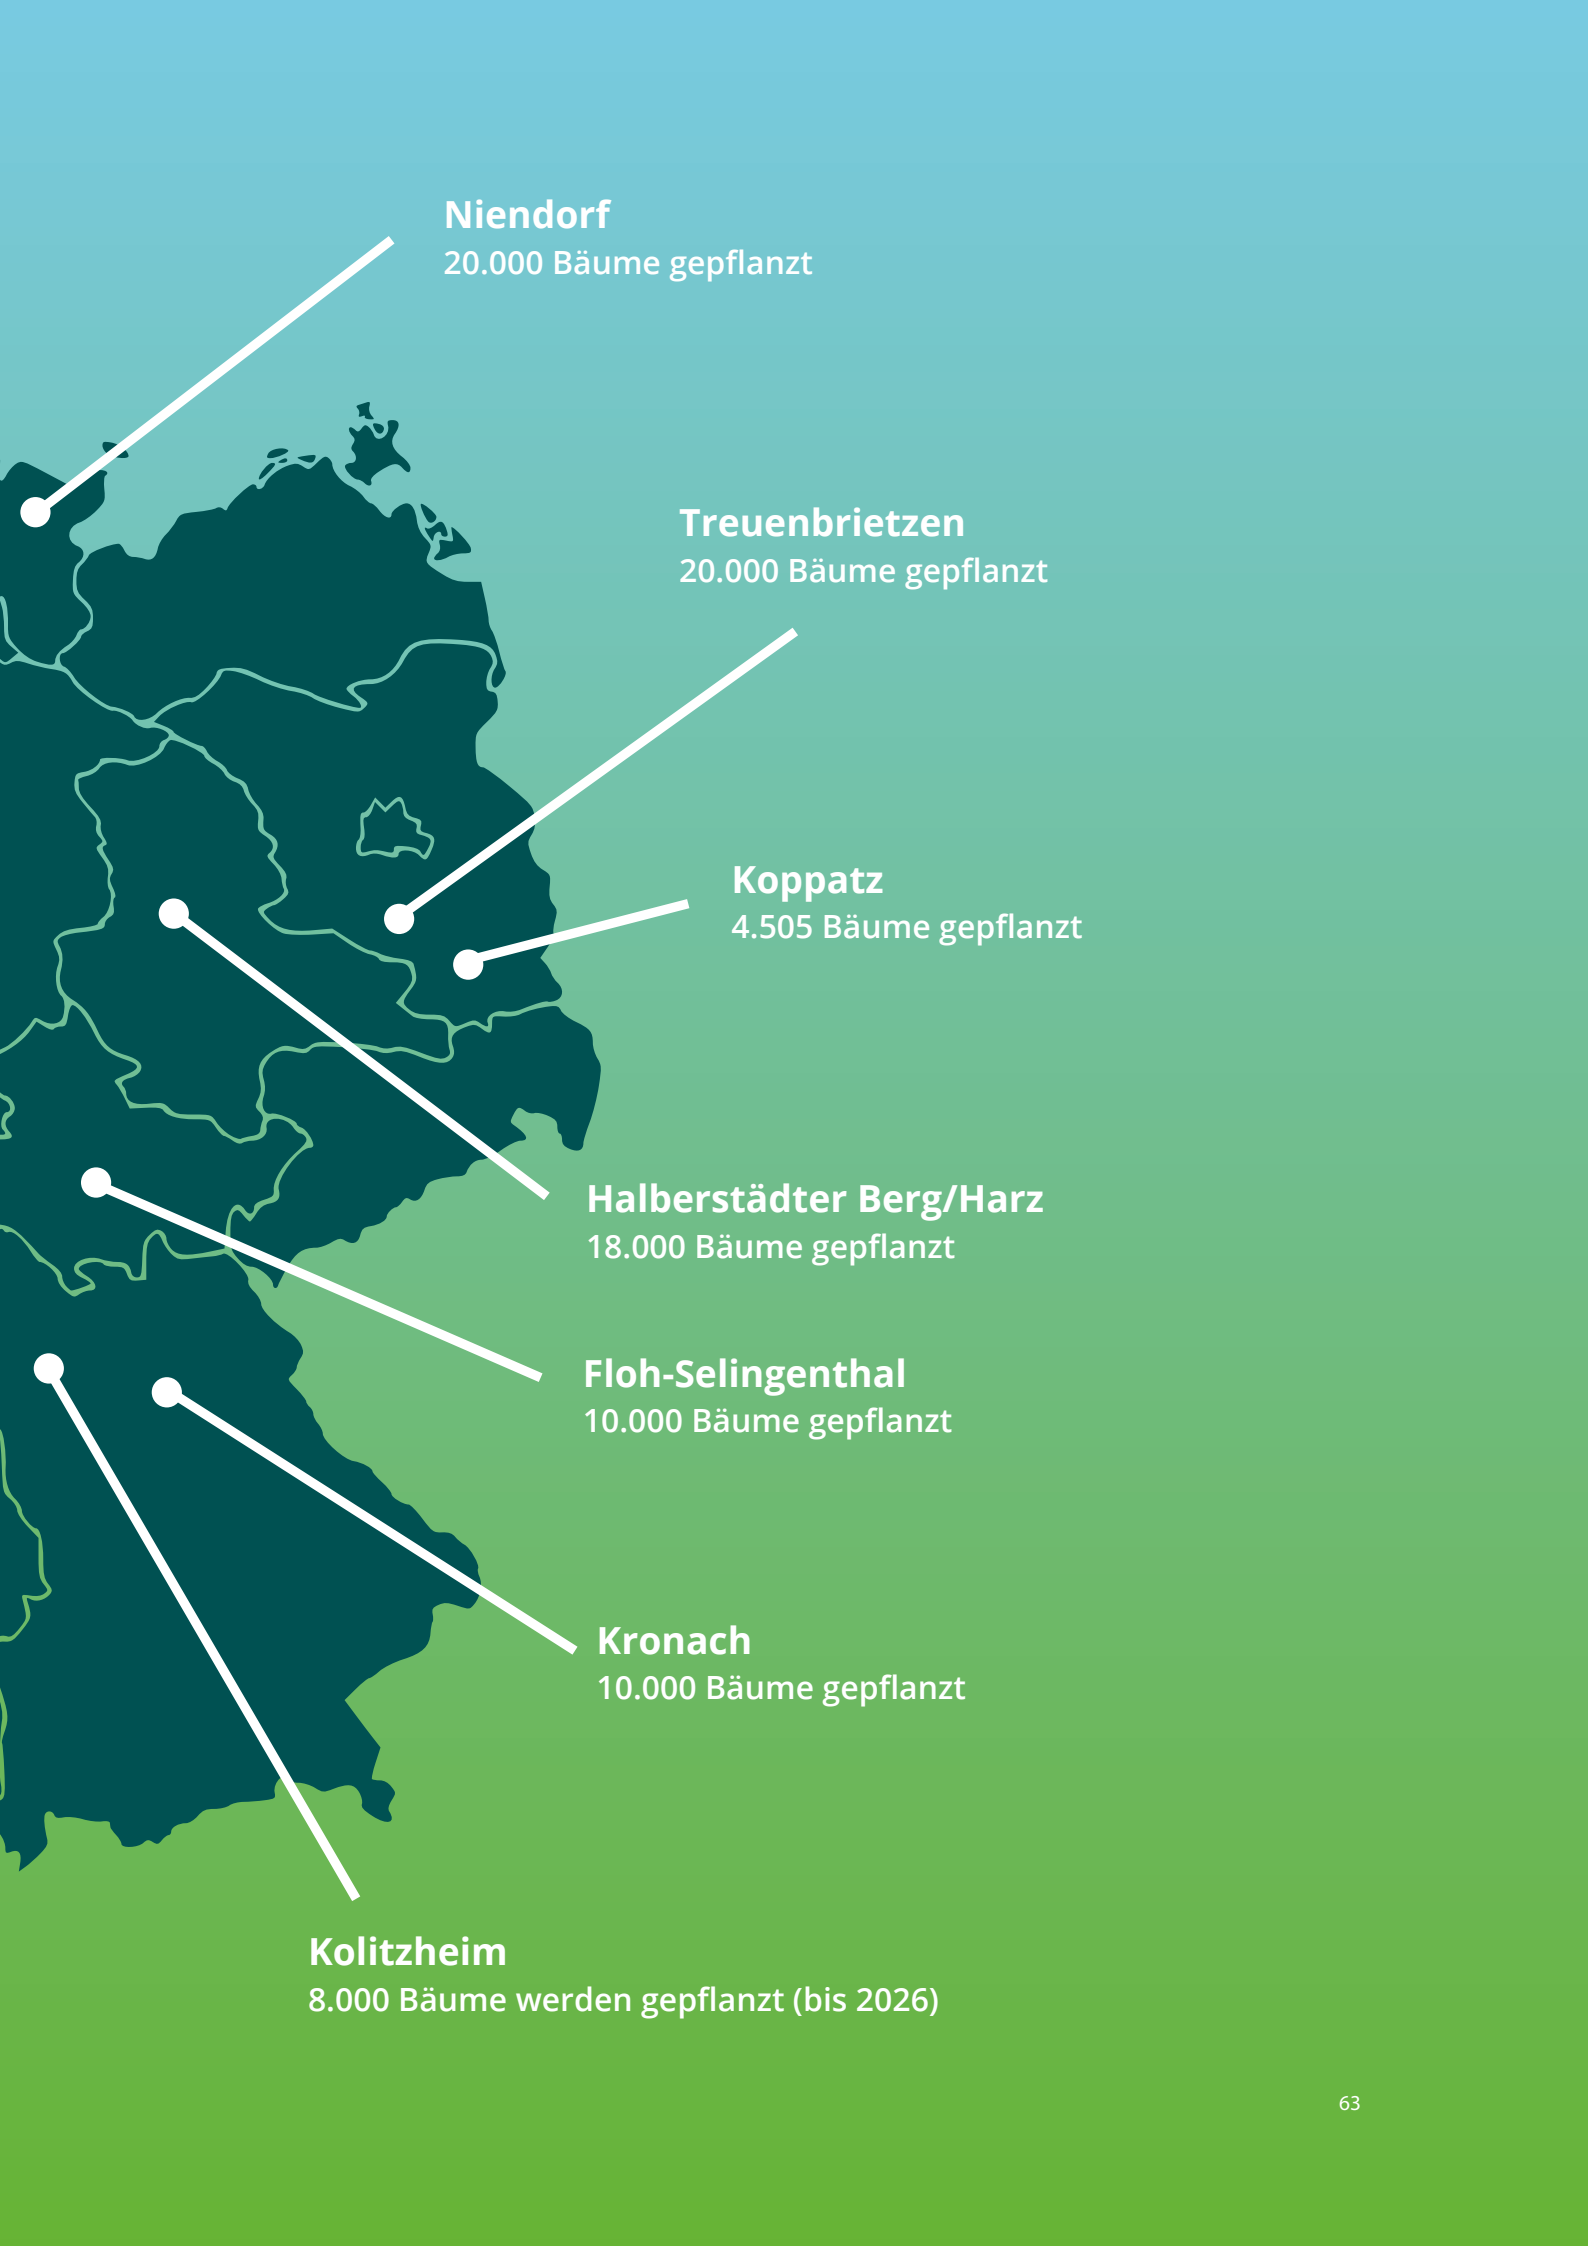 Niendorf
20.000 Bäume gepflanzt
Treuenbrietzen
20.000 Bäume gepflanzt
Koppatz
4.505 Bäume gepflanzt
Halberstädter Berg/Harz
18.000 Bäume gepflanzt
Floh-Selingenthal
10.000 Bäume gepflanzt
Kronach
10.000 Bäume gepflanzt
Kolitzheim
8.000 Bäume werden gepflanzt (bis 2026)
63